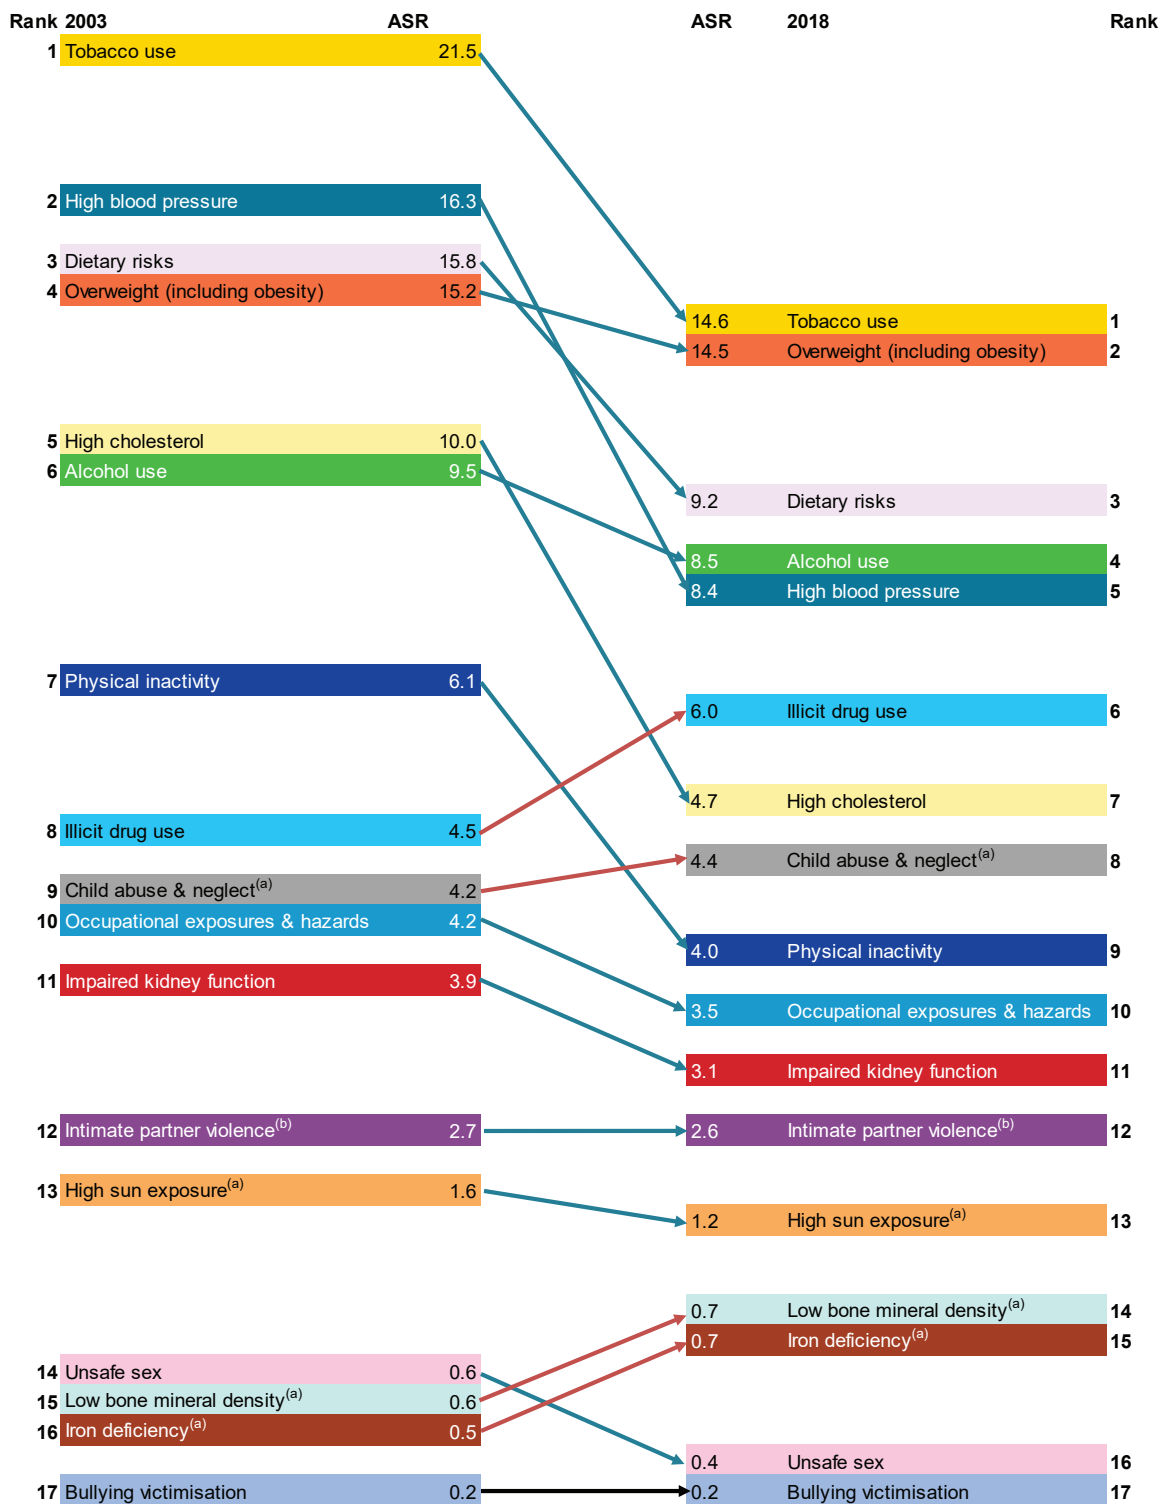 Rank 2003 ASR ASR 2018 Rank
1 Tobacco use 21.5
2 High blood pressure 16.3
3 Dietary risks 15.8
4 Overweight (including obesity) 15.2
14.6 Tobacco use 1
14.5 Overweight (including obesity) 2
5 High cholesterol 10.0
6 Alcohol use 9.5
9.2 Dietary risks 3
8.5 Alcohol use 4
8.4 High blood pressure 5
7 Physical inactivity 6.1
6.0 Illicit drug use 6
4.7 High cholesterol 7
8 Illicit drug use 4.5
4.4 Child abuse & neglect(a) 8
9 Child abuse & neglect(a) 4.2
10 Occupational exposures & hazards 4.2
4.0 Physical inactivity 9
11 Impaired kidney function 3.9
3.5 Occupational exposures & hazards 10
3.1 Impaired kidney function 11
12 Intimate partner violence(b) 2.7 2.6 Intimate partner violence(b) 12
13 High sun exposure(a) 1.6
1.2 High sun exposure(a) 13
0.7 Low bone mineral density(a) 14
0.7 Iron deficiency(a) 15
14 Unsafe sex 0.6
15 Low bone mineral density(a) 0.6
16 Iron deficiency(a) 0.5
0.4 Unsafe sex 16
17 Bullying victimisation 0.2 0.2 Bullying victimisation 17